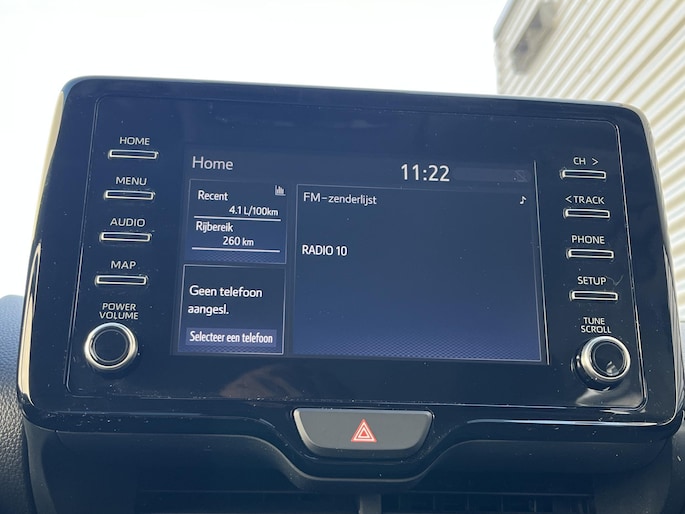 HOME
MENU
AUDIO
MAP
POWER
VOLUME
Home
11:22
Recent
4.1 L/100km
Rijbereik
260 km
Geen telefoon
aangesl.
Selecteer een telefoon
FM-zenderlijst
RADIO 10
CH >
< TRACK
PHONE
SETUP
TUNE
SCROLL